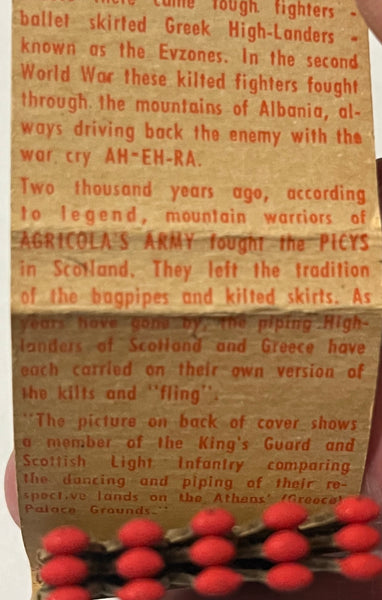 came tough fighters -
ballet skirted Greek High-Landers -
known as the Evzones. In the second
World War these kilted fighters fought
through the mountains of Albania, al-
ways driving back the enemy with the
war cry AH-EH-RA.
Two thousand years ago, according
to legend, mountain warriors of
AGRICOLA'S ARMY fought the PICYS
in Scotland. They left the tradition
of the bagpipes and kilted skirts. As
years have gone by, the piping High-
landers of Scotland and Greece have
each carried on their own version of
the kilts and "fling".
"The picture on back of cover shows
a member of the King's Guard and
Scottish Light Infantry comparing
the dancing and piping of their re-
spective lands on the Athens' (Greece)
Palace Grounds."